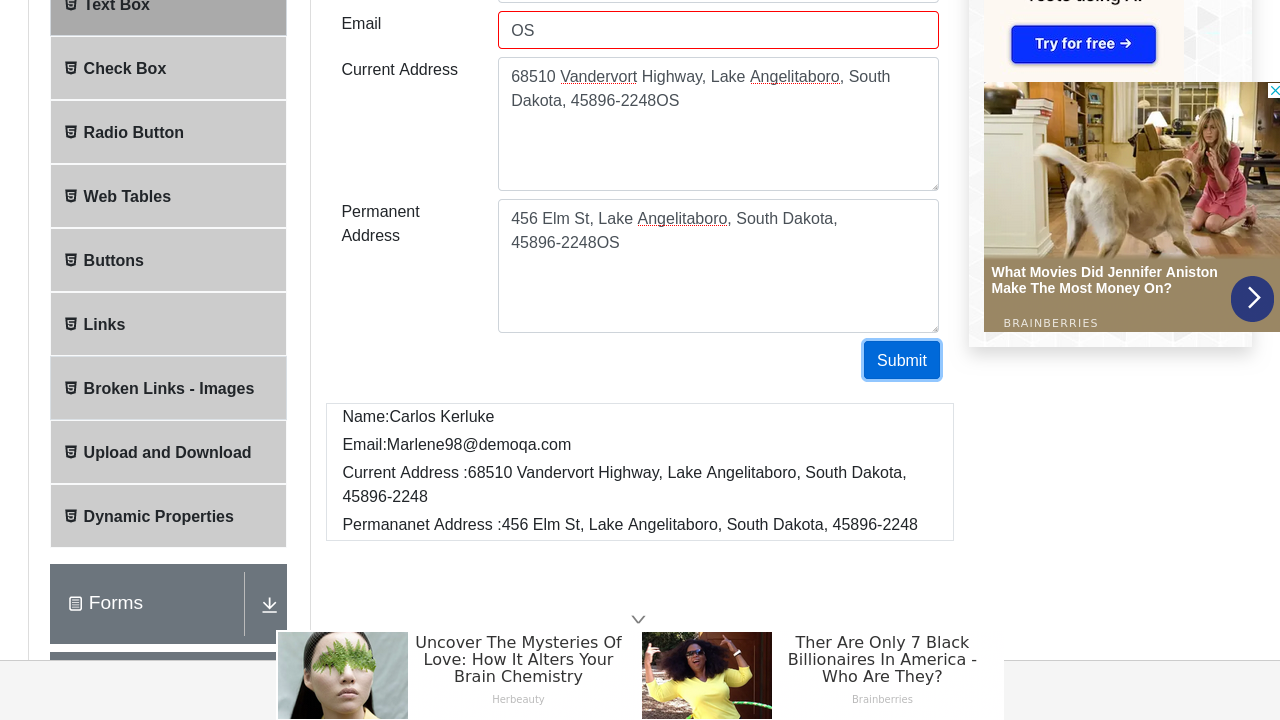 Text Box
Check Box
Radio Button
Web Tables
Buttons
Links
Broken Links - Images
Upload and Download
Dynamic Properties
Forms
Email
OS
Current Address
68510 Vandervort Highway, Lake Angelitaboro, South
Dakota, 45896-2248OS
Permanent
Address
456 Elm St, Lake Angelitaboro, South Dakota,
45896-2248OS
Submit
Name:Carlos Kerluke
Email:Marlene98@demoqa.com
Current Address :68510 Vandervort Highway, Lake Angelitaboro, South Dakota,
45896-2248
Permananet Address :456 Elm St, Lake Angelitaboro, South Dakota, 45896-2248
Try for free →
What Movies Did Jennifer Aniston
Make The Most Money On?
BRAINBERRIES
Uncover The Mysteries Of
Love: How It Alters Your
Brain Chemistry
Herbeauty
Ther Are Only 7 Black
Billionaires In America -
Who Are They?
Brainberries